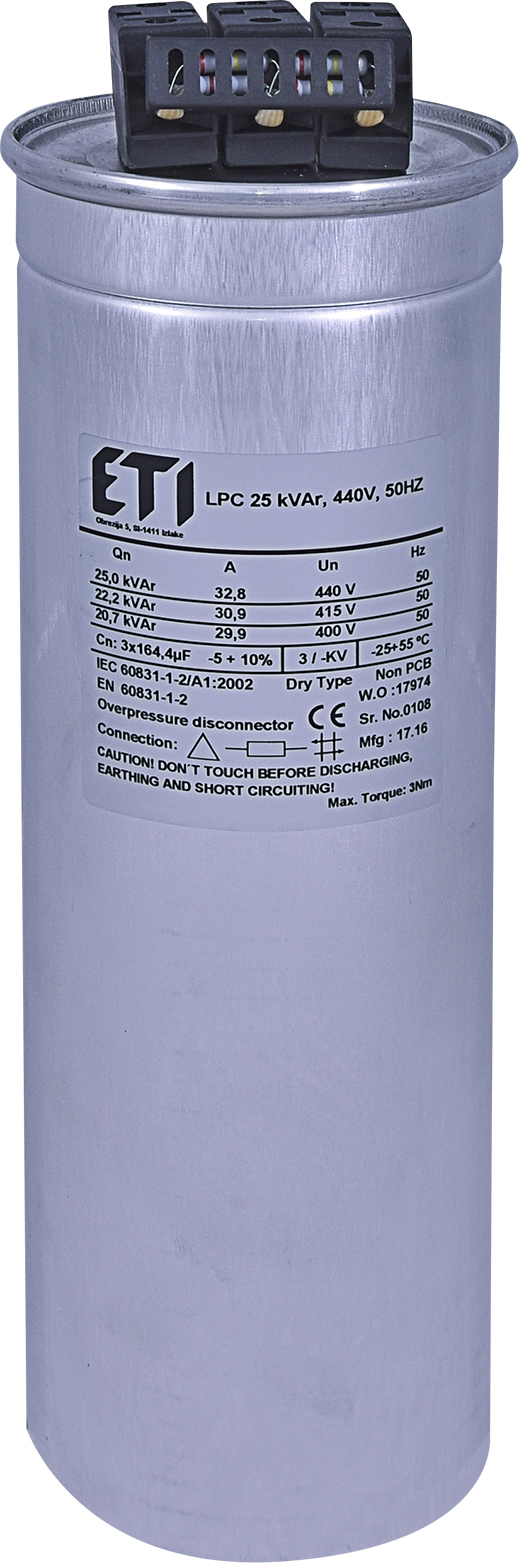 ETI LPC 25 kVAr, 440V, 50HZ
Obrezija 5, SI-1411 Izlake
Qn A Un Hz
25,0 kVAr 32,8 440 V 50
22,2 kVAr 30,9 415 V 50
20,7 kVAr 29,9 400 V 50
Cn: 3x164,4µF -5 + 10% 3 / -KV -25+55 ºC
IEC 60831-1-2/A1:2002 Dry Type Non PCB
EN 60831-1-2 W.O :17974
Overpressure disconnector CE Sr. No.0108
Connection: Mfg : 17.16
CAUTION! DON´T TOUCH BEFORE DISCHARGING,
EARTHING AND SHORT CIRCUITING!
Max. Torque: 3Nm